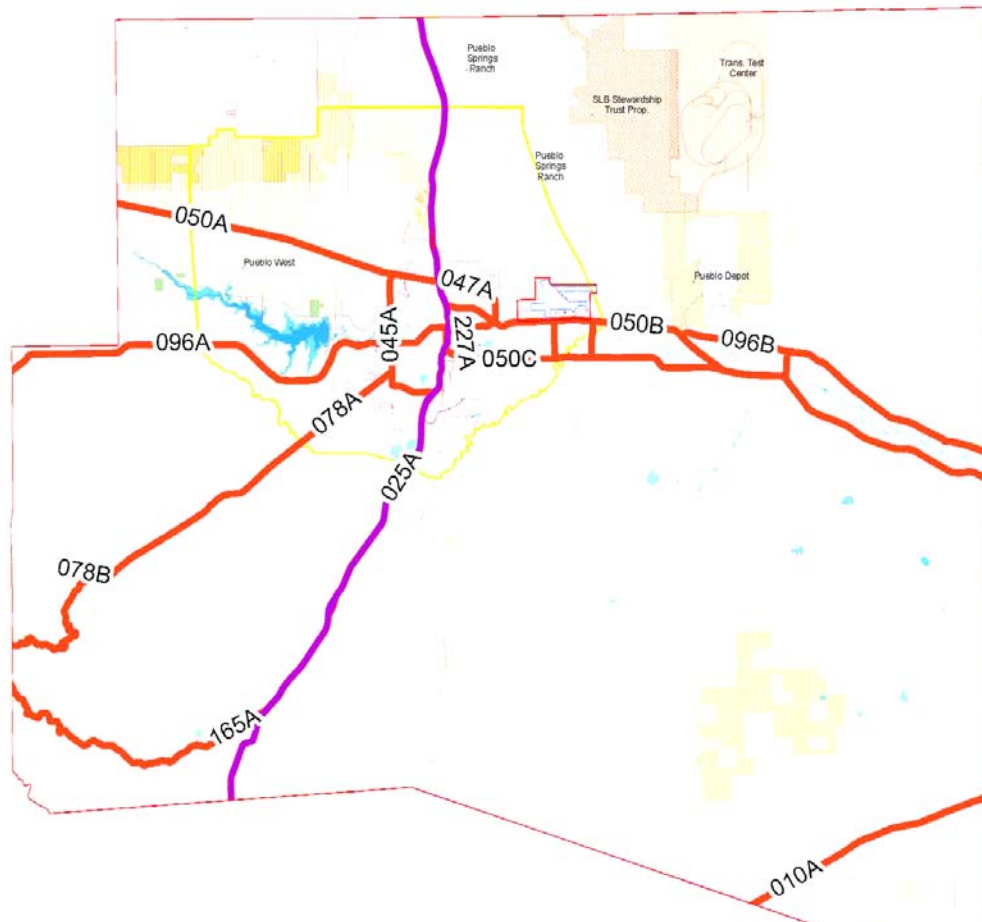 Pueblo
Springs
Ranch
Trans. Test
Center
SLB Stewardship
Trust Prop.
Pueblo
Springs
Ranch
050A
Pueblo West
047A
Pueblo Depot
096A
045A
227A
050C
050B
096B
078A
025A
078B
165A
010A